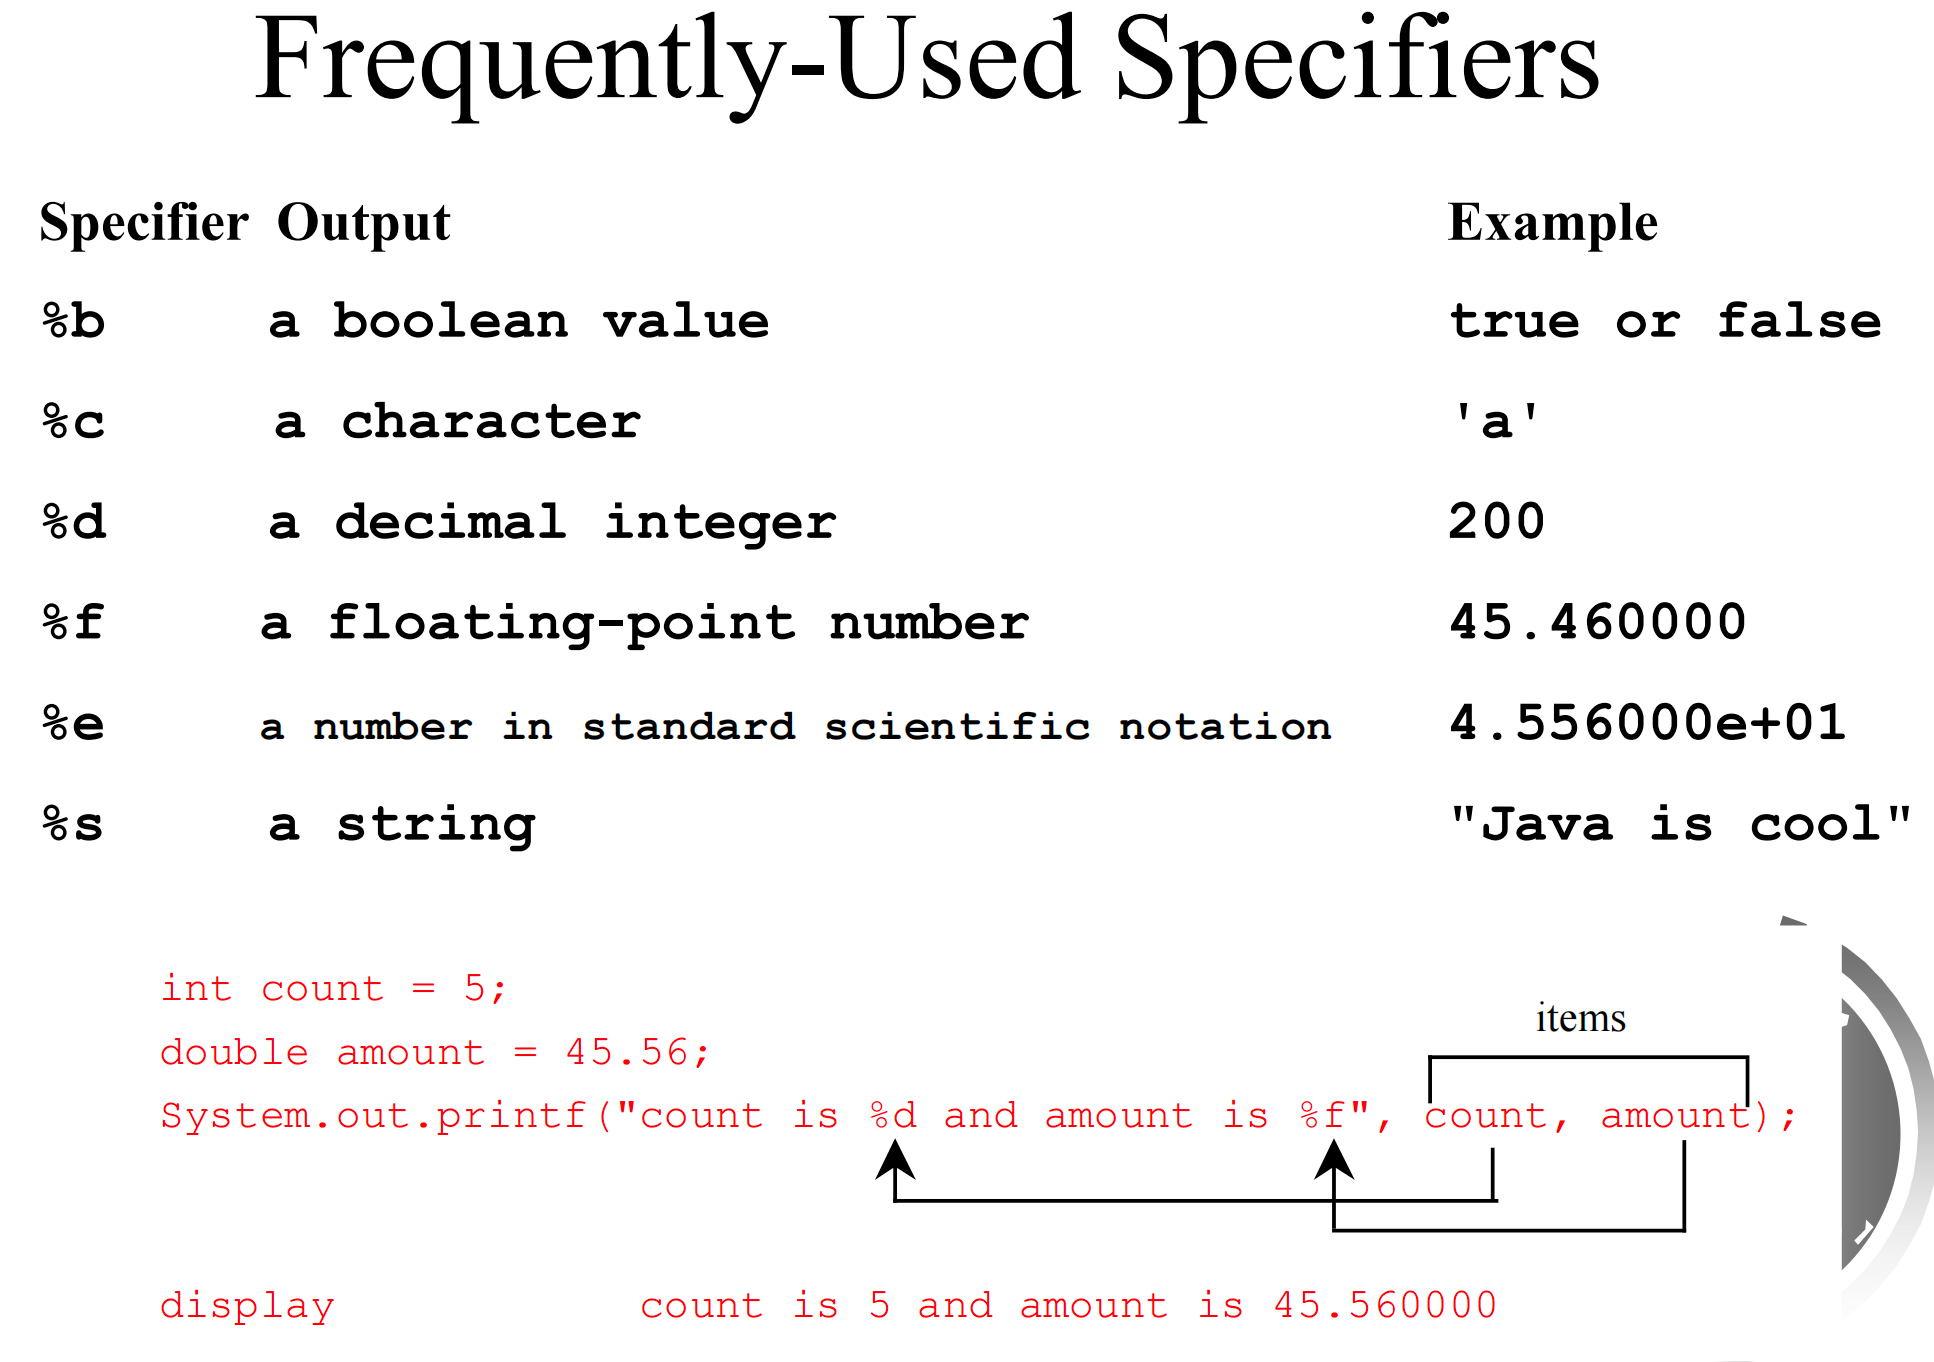 Frequently-Used Specifiers
Specifier Output Example
%b a boolean value true or false
%c a character 'a'
%d a decimal integer 200
%f a floating-point number 45.460000
%e a number in standard scientific notation 4.556000e+01
%s a string "Java is cool"
int count = 5;
items
double amount = 45.56;
System.out.printf("count is %d and amount is %f", count, amount);
display count is 5 and amount is 45.560000